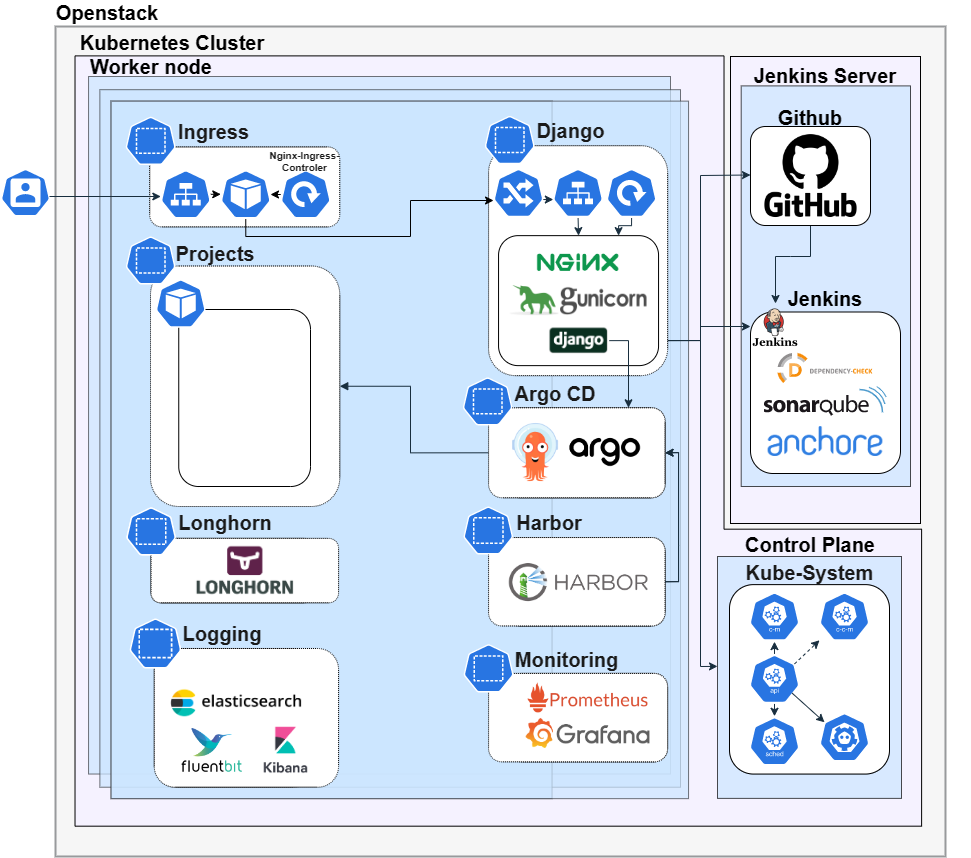 Openstack
Kubernetes Cluster
Worker node
Ingress
Nginx-Ingress-
Controler
Projects
Longhorn
LONGHORN
Logging
elasticsearch
fluentbit
Kibana
Django
NGINX
gunicorn
django
Argo CD
argo
Harbor
HARBOR
Monitoring
Prometheus
Grafana
Jenkins Server
Github
GitHub
Jenkins
Jenkins
DEPENDENCY-CHECK
sonarqube
anchore
Control Plane
Kube-System
c-m
c-c-m
api
sched